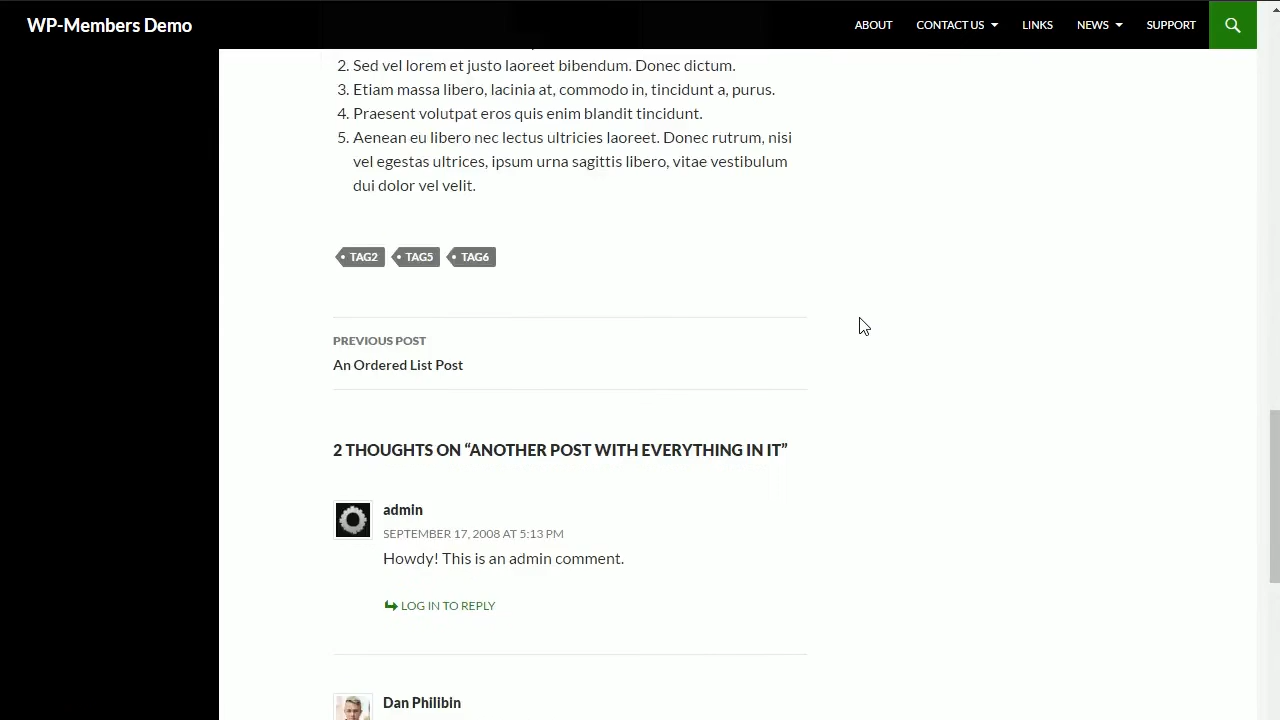 WP-Members Demo
ABOUT CONTACT US LINKS NEWS SUPPORT
2. Sed vel lorem et justo laoreet bibendum. Donec dictum.
3. Etiam massa libero, lacinia at, commodo in, tincidunt a, purus.
4. Praesent volutpat eros quis enim blandit tincidunt.
5. Aenean eu libero nec lectus ultricies laoreet. Donec rutrum, nisi
vel egestas ultrices, ipsum urna sagittis libero, vitae vestibulum
dui dolor vel velit.
TAG2 TAG5 TAG6
PREVIOUS POST
An Ordered List Post
2 THOUGHTS ON “ANOTHER POST WITH EVERYTHING IN IT”
admin
SEPTEMBER 17, 2008 AT 5:13 PM
Howdy! This is an admin comment.
LOG IN TO REPLY
Dan Philibin